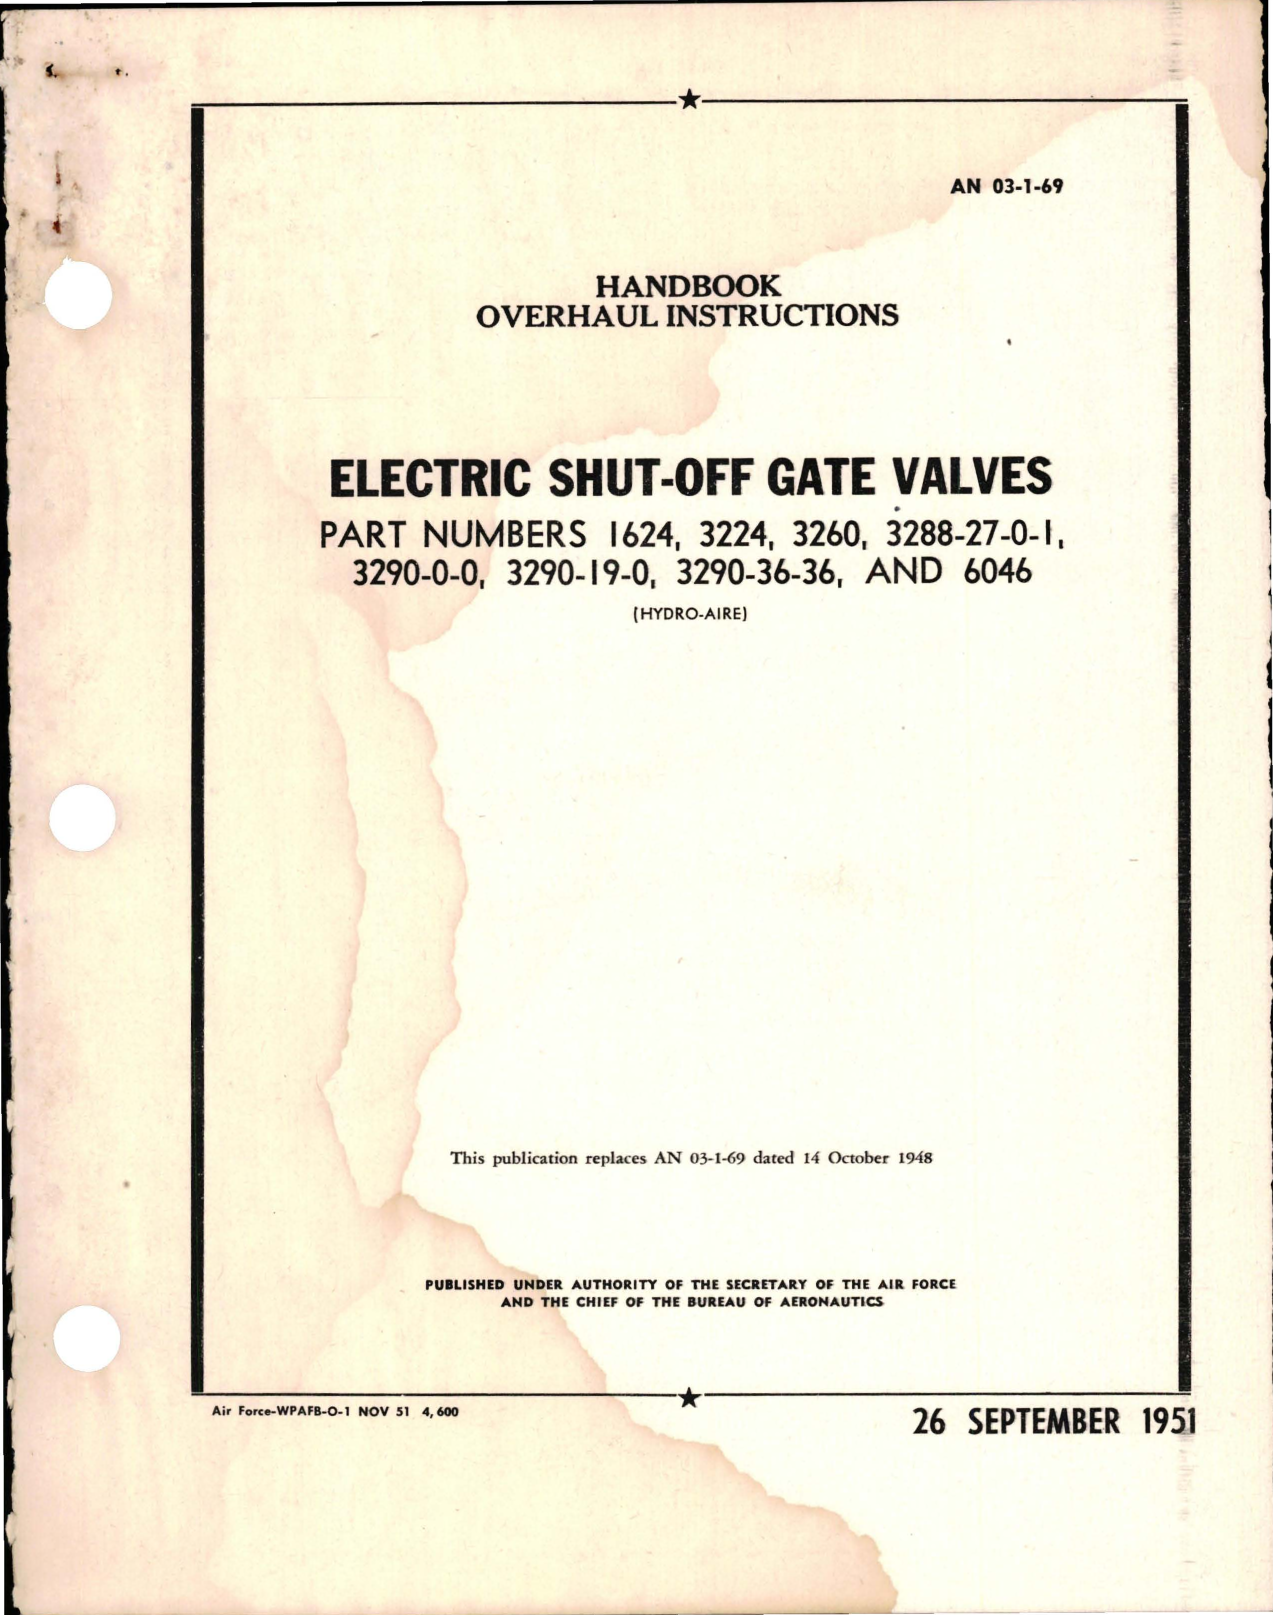 AN 03-1-69
HANDBOOK
OVERHAUL INSTRUCTIONS
ELECTRIC SHUT-OFF GATE VALVES
PART NUMBERS 1624, 3224, 3260, 3288-27-0-1,
3290-0-0, 3290-19-0, 3290-36-36, AND 6046
(HYDRO-AIRE)
This publication replaces AN 03-1-69 dated 14 October 1948
PUBLISHED UNDER AUTHORITY OF THE SECRETARY OF THE AIR FORCE
AND THE CHIEF OF THE BUREAU OF AERONAUTICS
Air Force-WPAFB-O-1 NOV 51 4,600
26 SEPTEMBER 1951